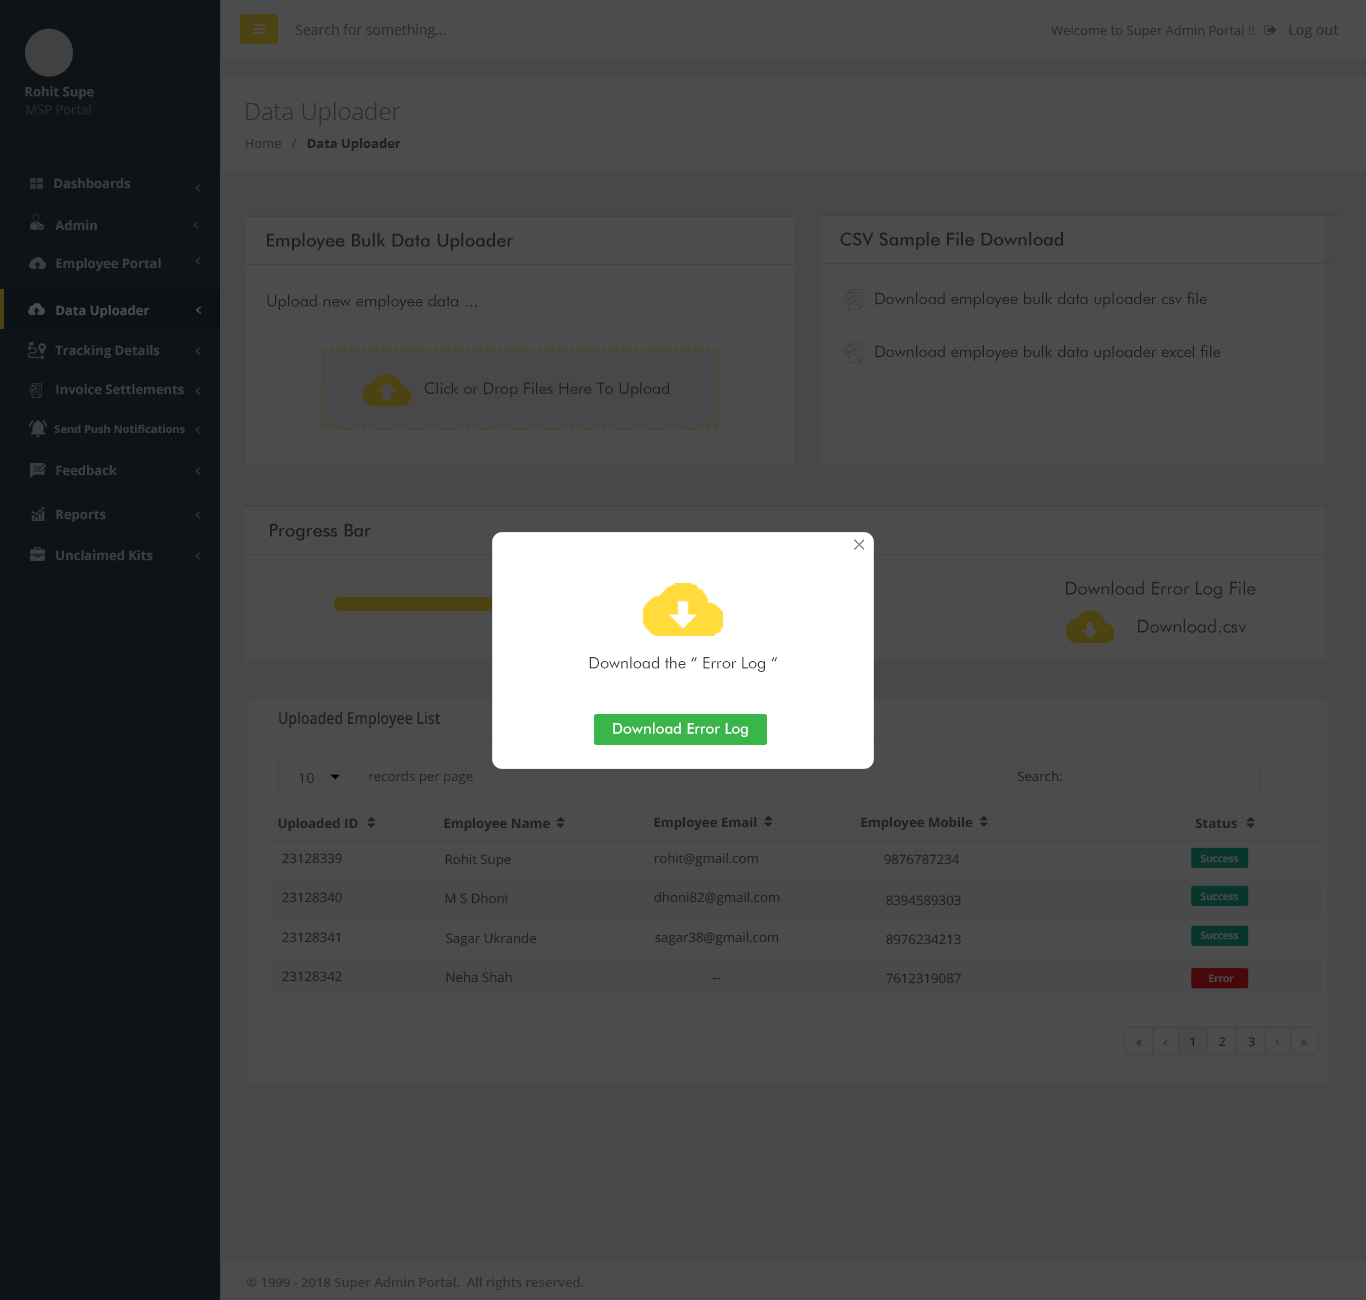 Search for something...
Welcome to Super Admin Portal !! Log out
Rohit Supe
MSP Portal
Data Uploader
Home / Data Uploader
Dashboards
Admin
Employee Portal
Data Uploader
Tracking Details
Invoice Settlements
Send Push Notifications
Feedback
Reports
Unclaimed Kits
Employee Bulk Data Uploader
Upload new employee data ...
Click or Drop Files Here To Upload
CSV Sample File Download
Download employee bulk data uploader csv file
Download employee bulk data uploader excel file
Progress Bar
Download Error Log File
Download.csv
Download the “ Error Log “
Download Error Log
Uploaded Employee List
10 records per page Search:
Uploaded ID Employee Name Employee Email Employee Mobile Status
23128339 Rohit Supe rohit@gmail.com 9876787234 Success
23128340 M S Dhoni dhoni82@gmail.com 8394589303 Success
23128341 Sagar Ukrande sagar38@gmail.com 8976234213 Success
23128342 Neha Shah -- 7612319087 Error
« ‹ 1 2 3 › »
© 1999 - 2018 Super Admin Portal. All rights reserved.